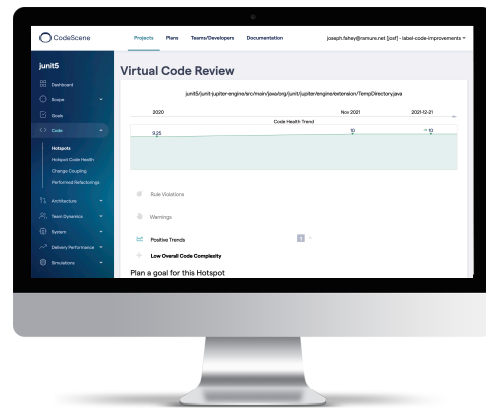 CodeScene
Projects Plans Teams/Developers Documentation
joseph.fahey@ramure.net [josf] - label-code-improvements
junit5
Dashboard
Scope
Goals
Code
Hotspots
Hotspot Code Health
Change Coupling
Performed Refactorings
Architecture
Team Dynamics
System
Delivery Performance
Simulations
Virtual Code Review
junit5/junit-jupiter-engine/src/main/java/org/junit/jupiter/engine/extension/TempDirectory.java
2020 Nov 2021 2021-12-21
Code Health Trend
9.25 10 10
Rule Violations
Warnings
Positive Trends
Low Overall Code Complexity
Plan a goal for this Hotspot